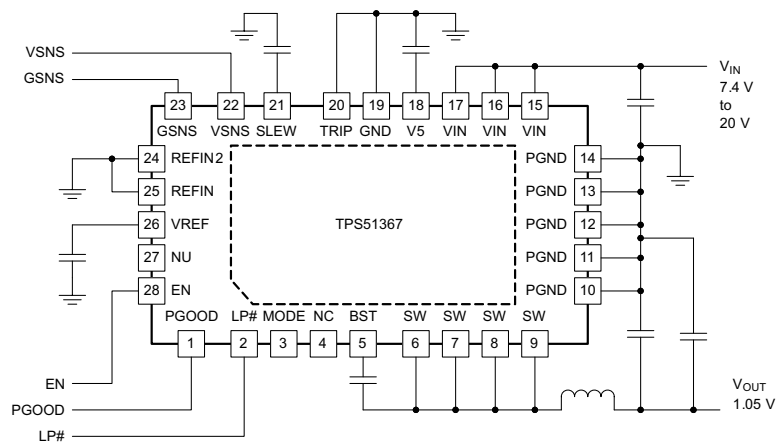 VSNS
GSNS
23 22 21 20 19 18 17 16 15
GSNS VSNS SLEW TRIP GND V5 VIN VIN VIN
VIN
7.4 V
to
20 V
24 REFIN2
25 REFIN
26 VREF
27 NU
28 EN
TPS51367
PGND 14
PGND 13
PGND 12
PGND 11
PGND 10
PGOOD LP# MODE NC BST SW SW SW SW
1 2 3 4 5 6 7 8 9
EN
PGOOD
LP#
VOUT
1.05 V